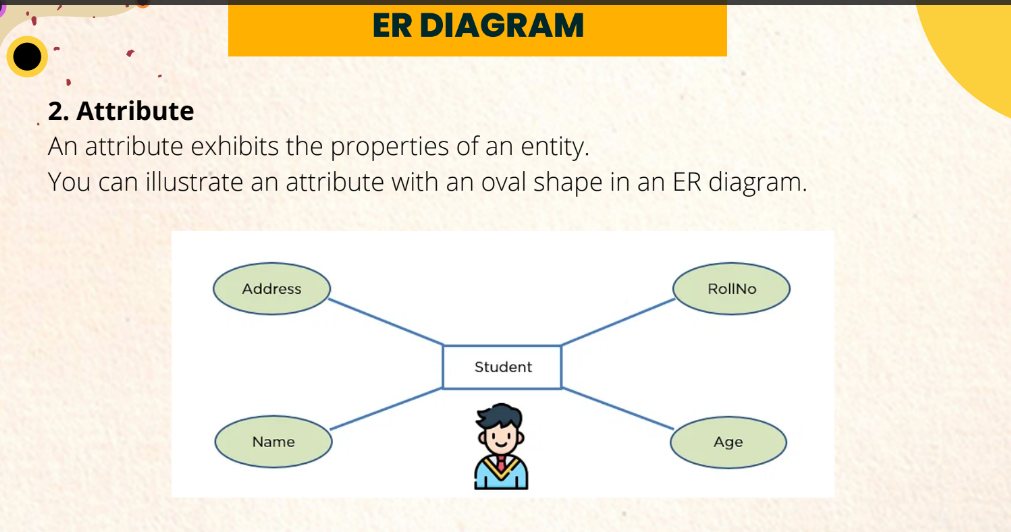 ER DIAGRAM
2. Attribute
An attribute exhibits the properties of an entity.
You can illustrate an attribute with an oval shape in an ER diagram.
Address
RollNo
Student
Name
Age